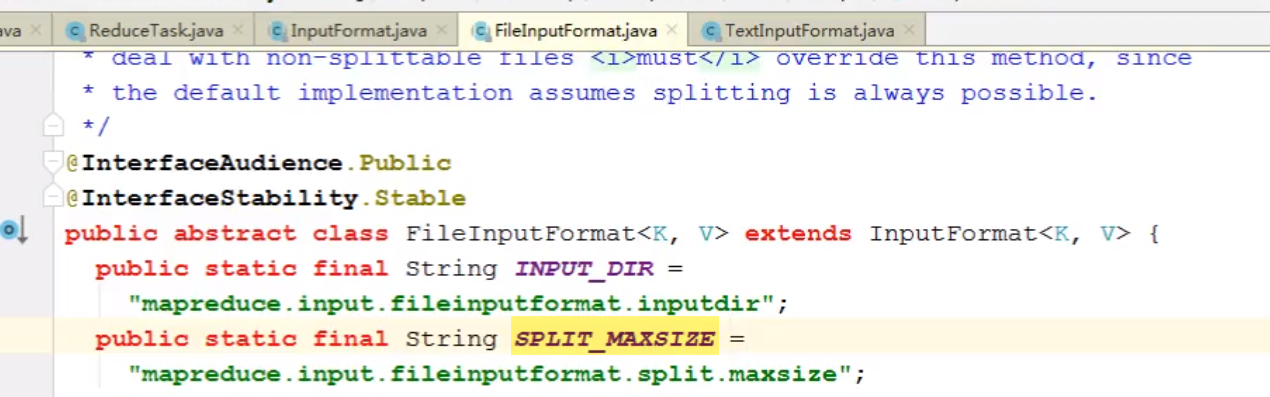 ava × ReduceTask.java × InputFormat.java × FileInputFormat.java × TextInputFormat.java ×
* deal with non-splittable files <i>must</i> override this method, since
* the default implementation assumes splitting is always possible.
*/
@InterfaceAudience.Public
@InterfaceStability.Stable
public abstract class FileInputFormat<K, V> extends InputFormat<K, V> {
public static final String INPUT_DIR =
"mapreduce.input.fileinputformat.inputdir";
public static final String SPLIT_MAXSIZE =
"mapreduce.input.fileinputformat.split.maxsize";